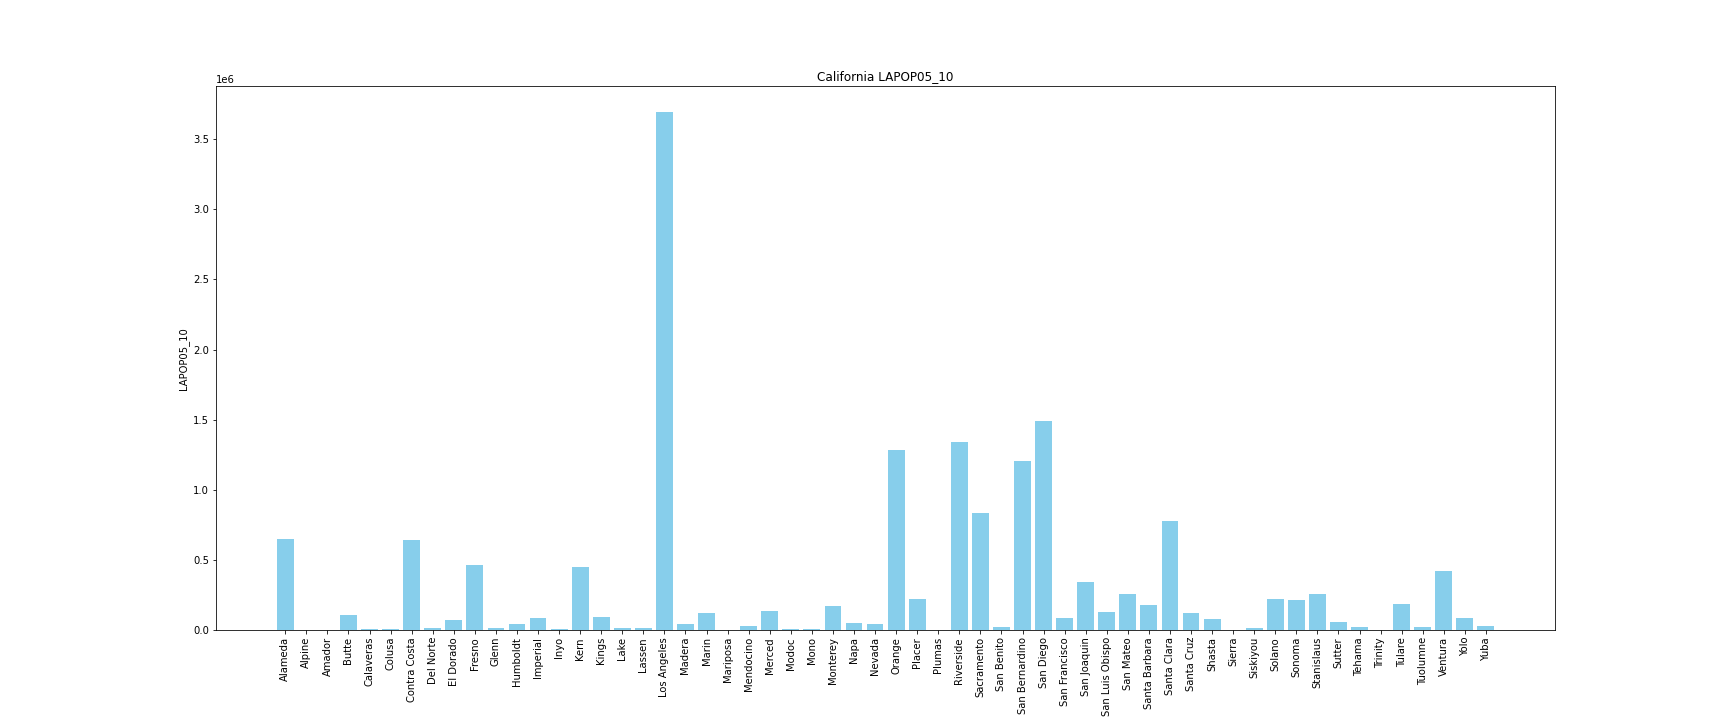 California LAPOP05_10
1e6
3.5
3.0
2.5
2.0
1.5
1.0
0.5
0.0
LAPOP05_10
Alameda
Alpine
Amador
Butte
Calaveras
Colusa
Contra Costa
Del Norte
El Dorado
Fresno
Glenn
Humboldt
Imperial
Inyo
Kern
Kings
Lake
Lassen
Los Angeles
Madera
Marin
Mariposa
Mendocino
Merced
Modoc
Mono
Monterey
Napa
Nevada
Orange
Placer
Plumas
Riverside
Sacramento
San Benito
San Bernardino
San Diego
San Francisco
San Joaquin
San Luis Obispo
San Mateo
Santa Barbara
Santa Clara
Santa Cruz
Shasta
Sierra
Siskiyou
Solano
Sonoma
Stanislaus
Sutter
Tehama
Trinity
Tulare
Tuolumne
Ventura
Yolo
Yuba